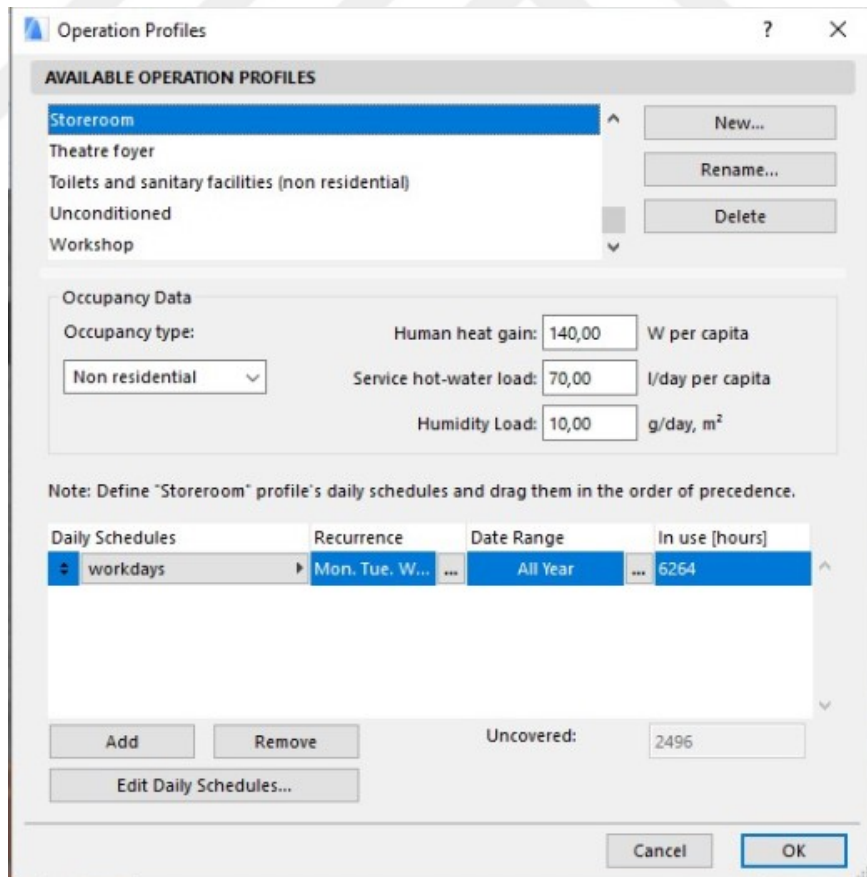 Operation Profiles
?
AVAILABLE OPERATION PROFILES
Storeroom
Theatre foyer
Toilets and sanitary facilities (non residential)
Unconditioned
Workshop
New...
Rename...
Delete
Occupancy Data
Occupancy type:
Non residential
Human heat gain: 140,00 W per capita
Service hot-water load: 70,00 l/day per capita
Humidity Load: 10,00 g/day, m²
Note: Define "Storeroom" profile's daily schedules and drag them in the order of precedence.
Daily Schedules Recurrence Date Range In use [hours]
workdays Mon. Tue. W... ... All Year ... 6264
Add Remove Uncovered: 2496
Edit Daily Schedules...
Cancel OK